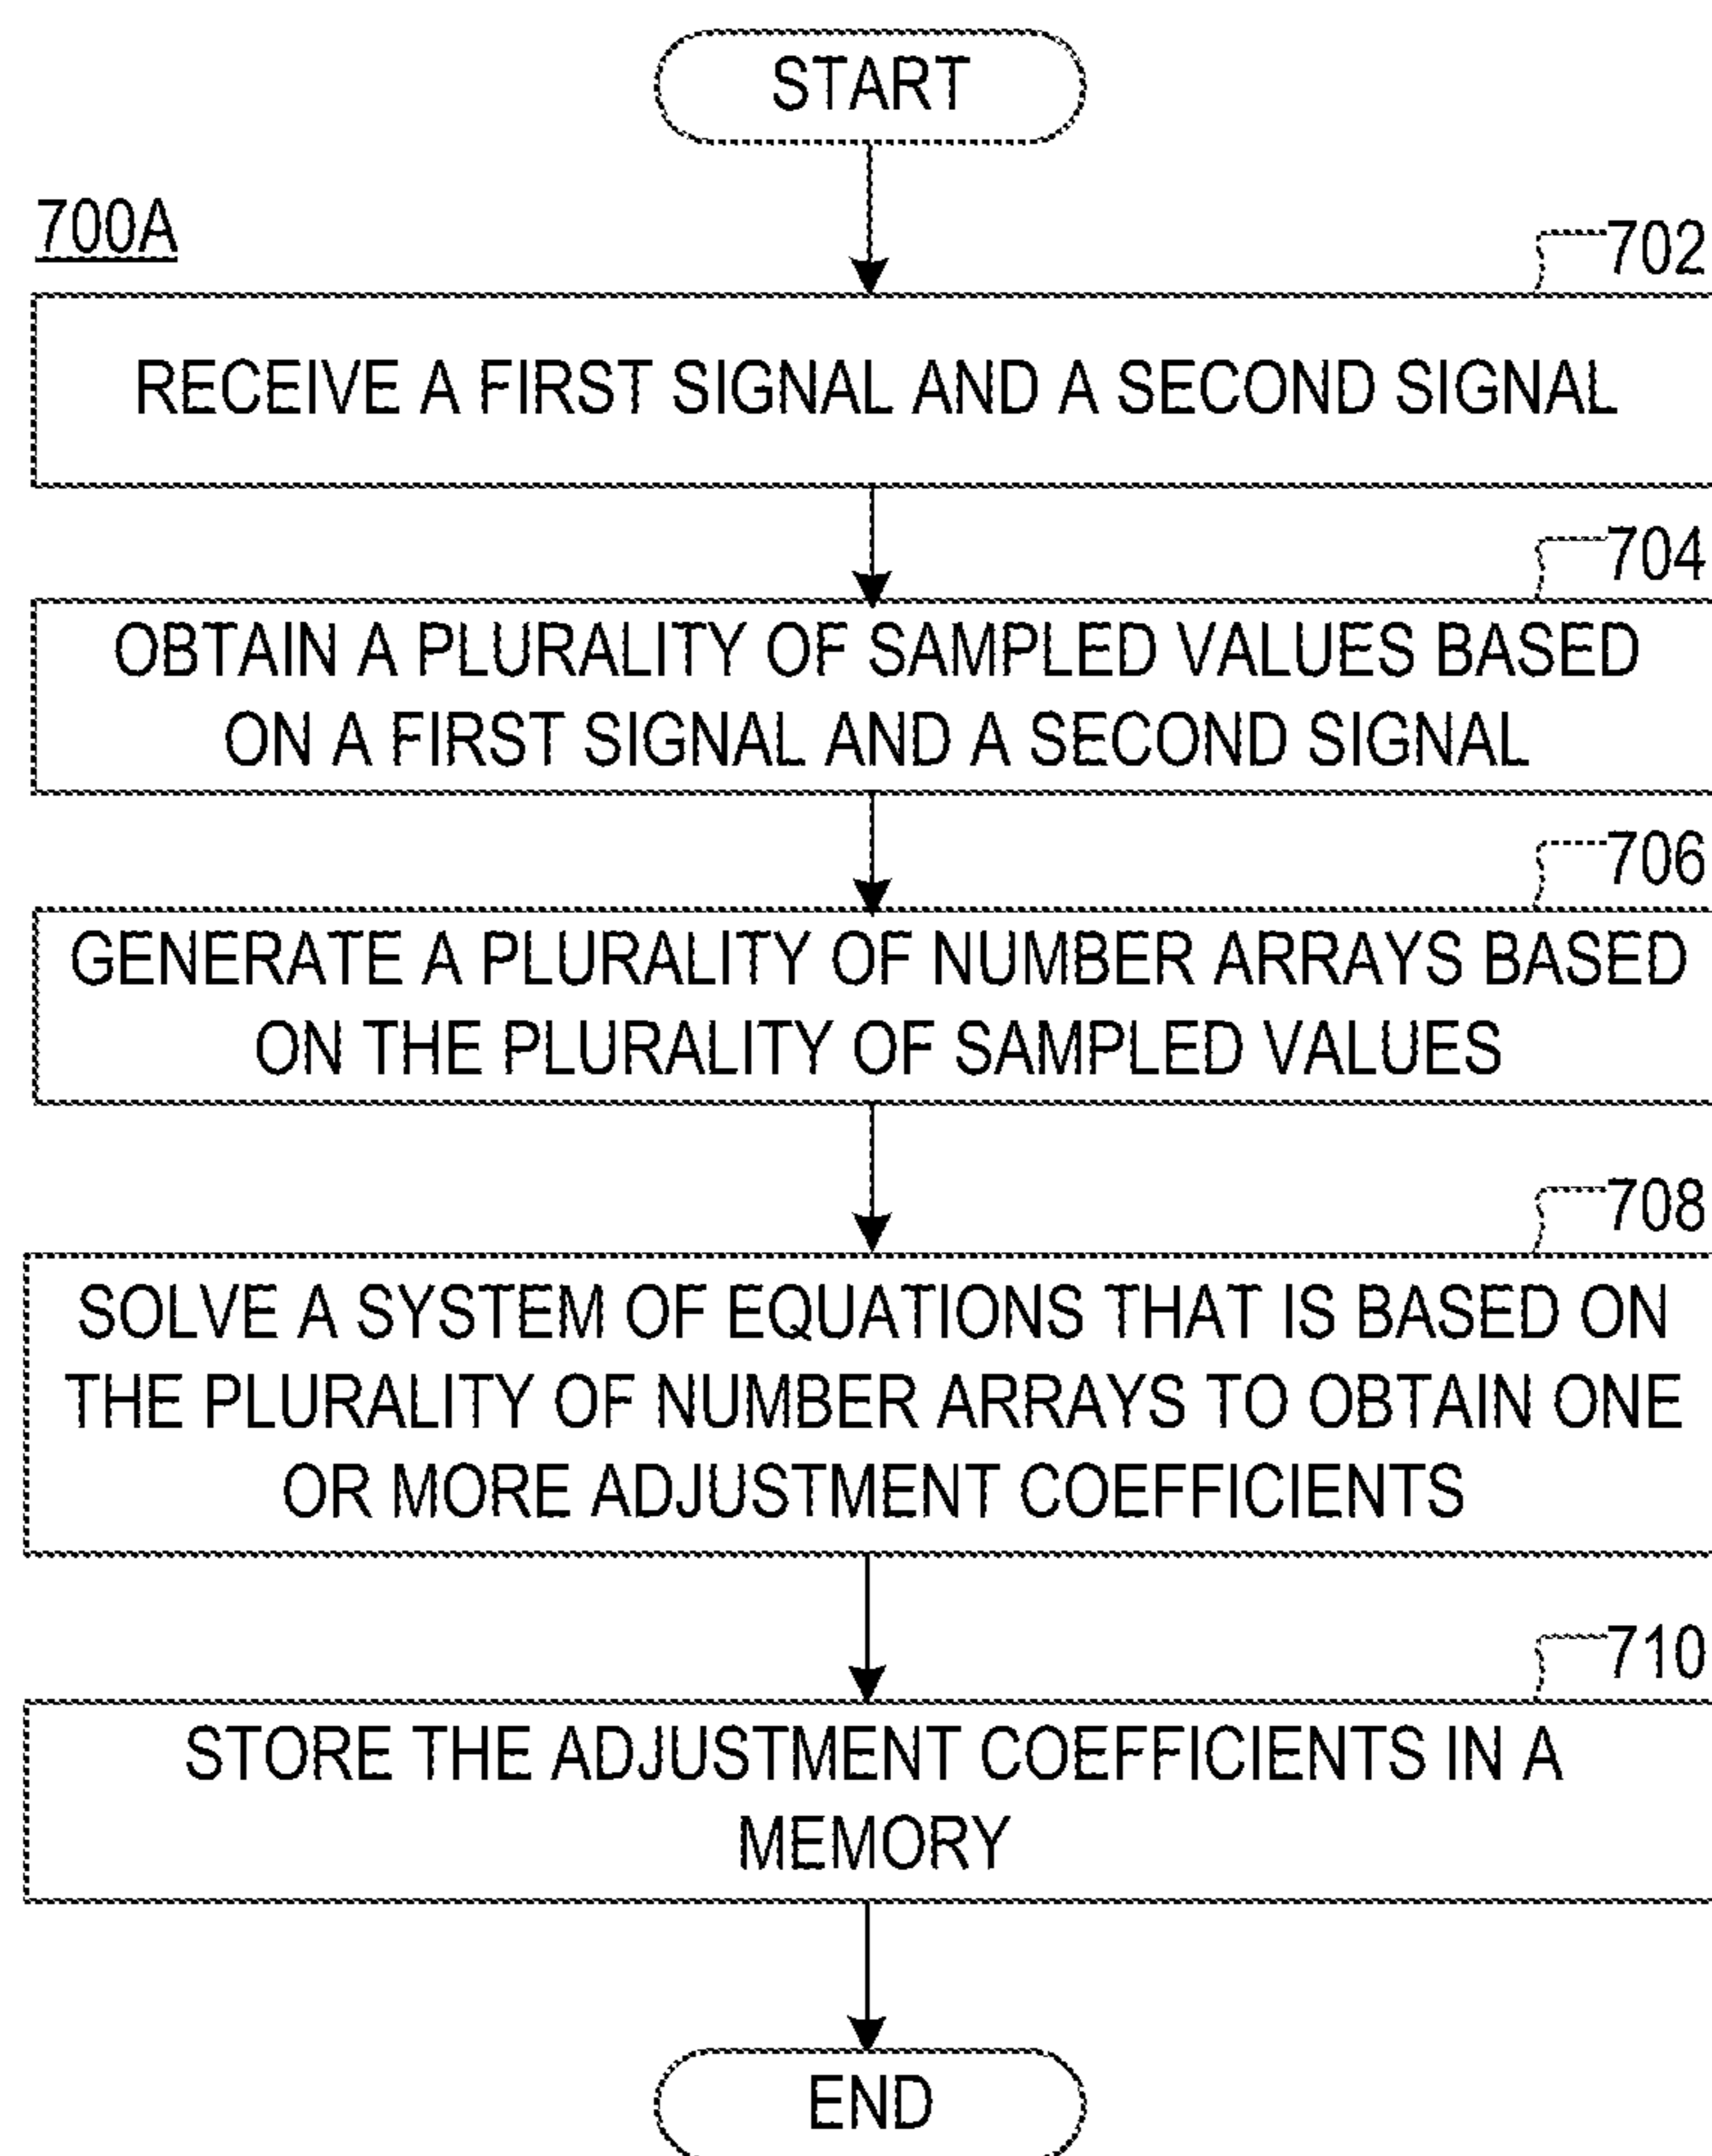 START
700A
702
RECEIVE A FIRST SIGNAL AND A SECOND SIGNAL
704
OBTAIN A PLURALITY OF SAMPLED VALUES BASED
ON A FIRST SIGNAL AND A SECOND SIGNAL
706
GENERATE A PLURALITY OF NUMBER ARRAYS BASED
ON THE PLURALITY OF SAMPLED VALUES
708
SOLVE A SYSTEM OF EQUATIONS THAT IS BASED ON
THE PLURALITY OF NUMBER ARRAYS TO OBTAIN ONE
OR MORE ADJUSTMENT COEFFICIENTS
710
STORE THE ADJUSTMENT COEFFICIENTS IN A
MEMORY
END